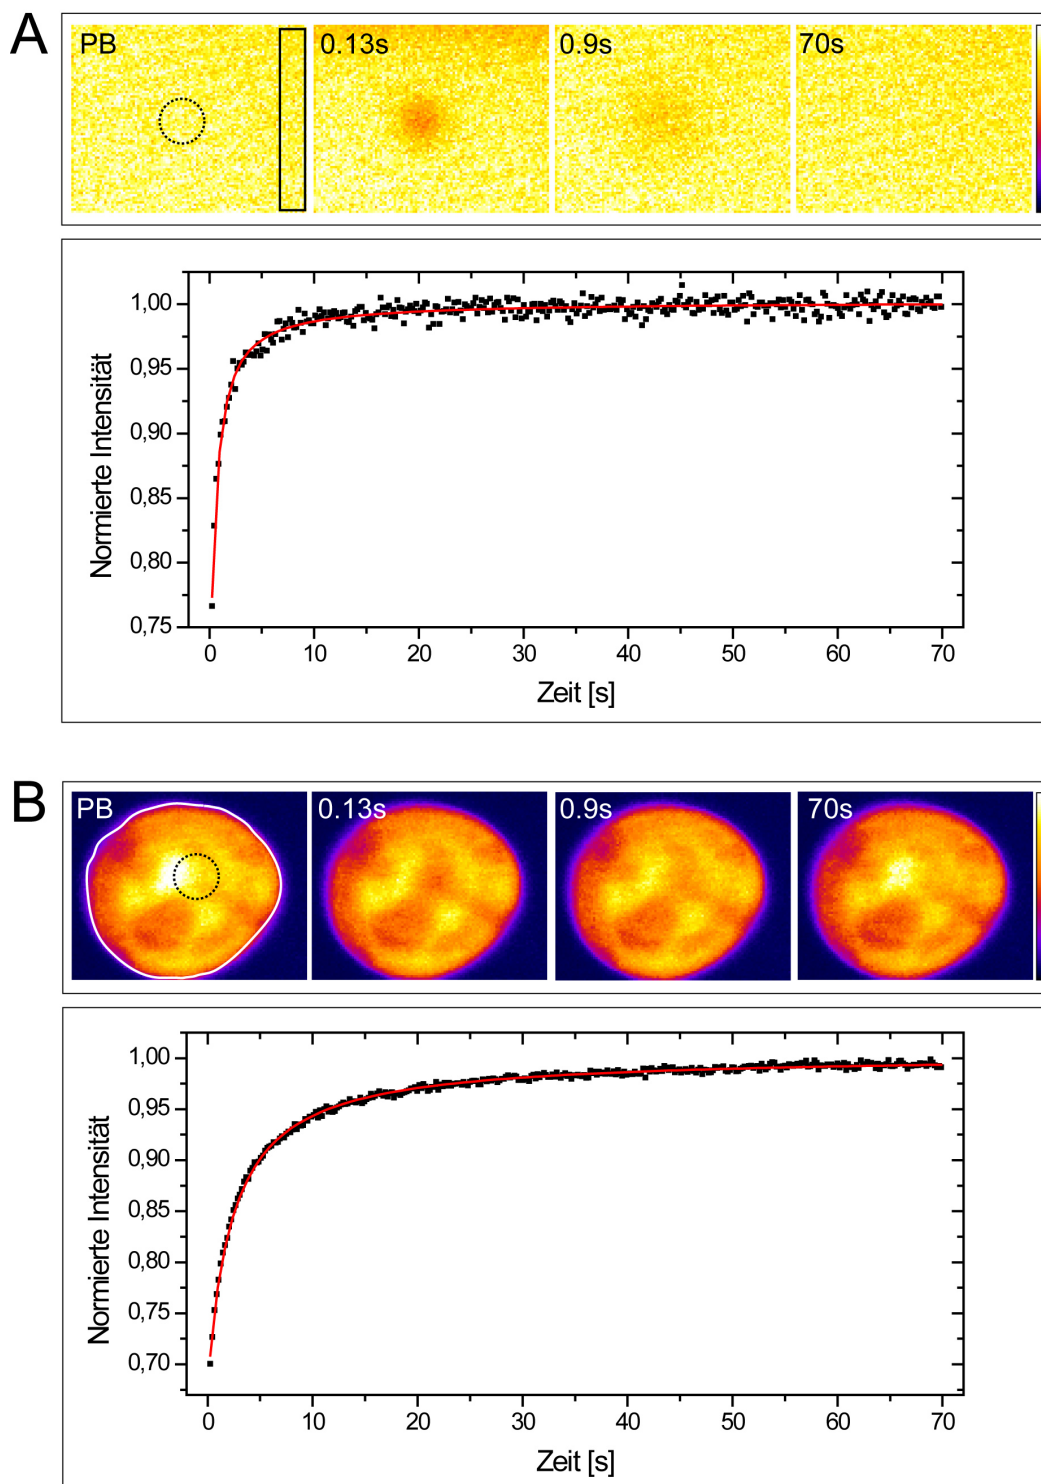 A
PB
0.13s
0.9s
70s
1,00
0,95
0,90
0,85
0,80
0,75
Normierte Intensität
0 10 20 30 40 50 60 70
Zeit [s]
B
PB
0.13s
0.9s
70s
1,00
0,95
0,90
0,85
0,80
0,75
0,70
Normierte Intensität
0 10 20 30 40 50 60 70
Zeit [s]